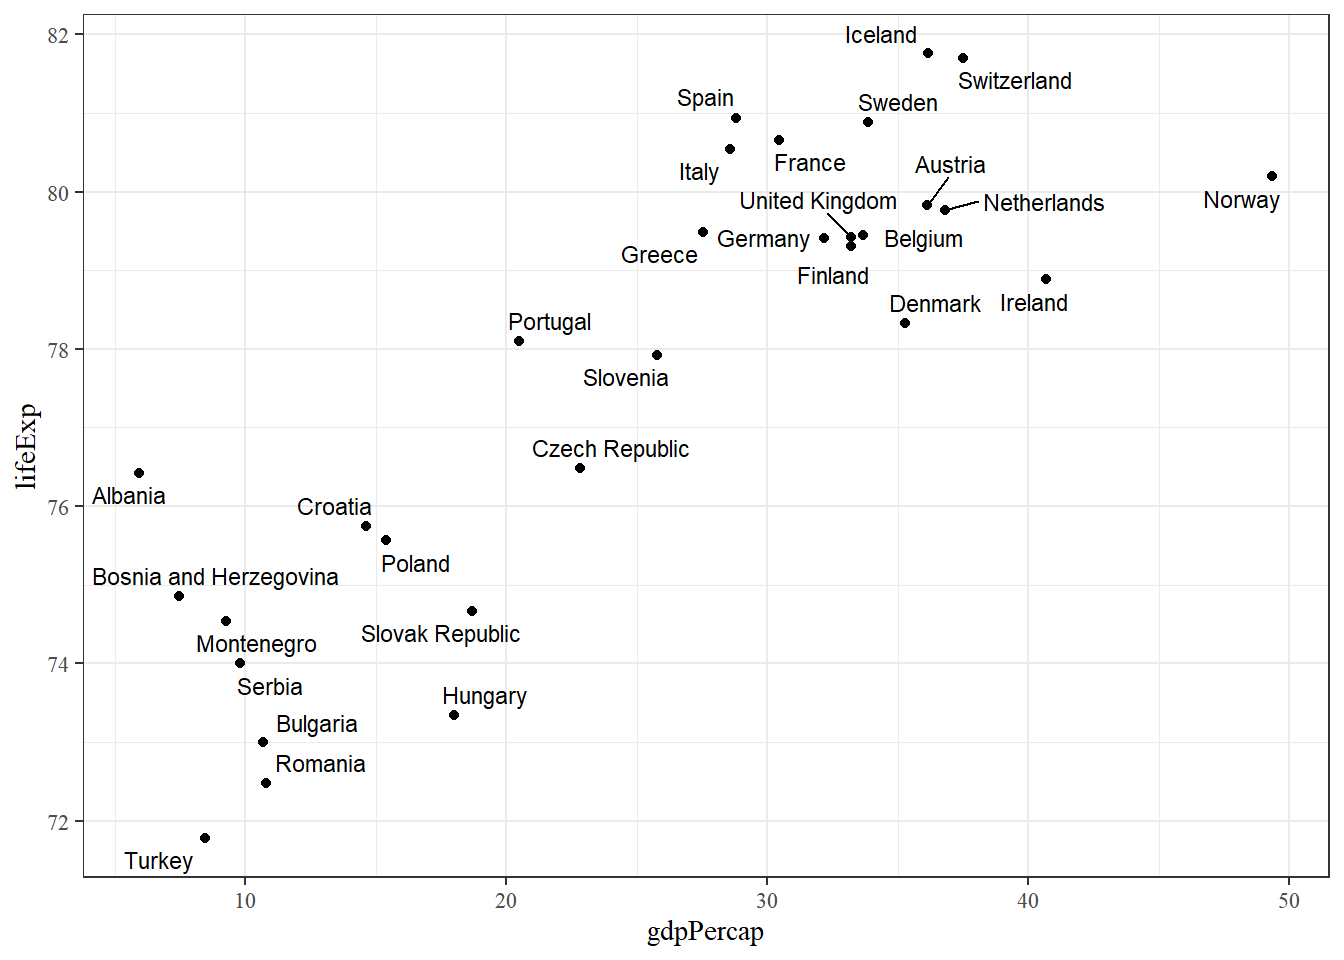 82
Iceland
Switzerland
Spain
Sweden
Italy
France
Austria
80
United Kingdom
Netherlands
Norway
Greece
Germany
Belgium
Finland
Denmark
Ireland
Portugal
78
Slovenia
Czech Republic
lifeExp
Albania
76
Croatia
Poland
Bosnia and Herzegovina
Slovak Republic
Montenegro
74
Serbia
Hungary
Bulgaria
Romania
72
Turkey
10 20 30 40 50
gdpPercap